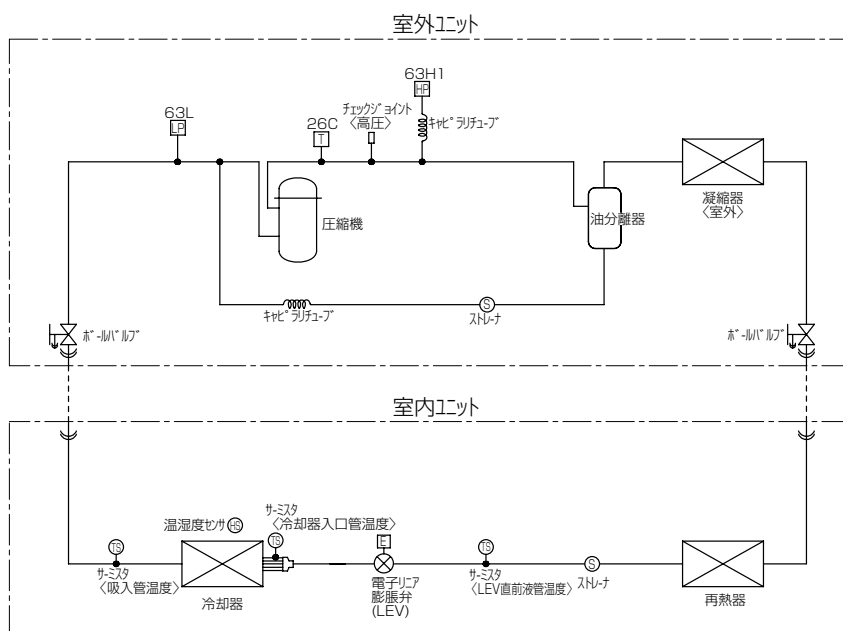 室外ユニット
63H1
HP
チェックジョイント
〈高圧〉
キャピラリチューブ
63L
LP
26C
T
圧縮機
油分離器
凝縮器
〈室外〉
キャピラリチューブ
S
ストレーナ
ボールバルブ
ボールバルブ
室内ユニット
温湿度センサ
HS
サーミスタ
〈冷却器入口管温度〉
TS
TS
E
TS
S
サーミスタ
〈吸入管温度〉
冷却器
電子リニア
膨脹弁
(LEV)
サーミスタ
〈LEV直前液管温度〉
ストレーナ
再熱器